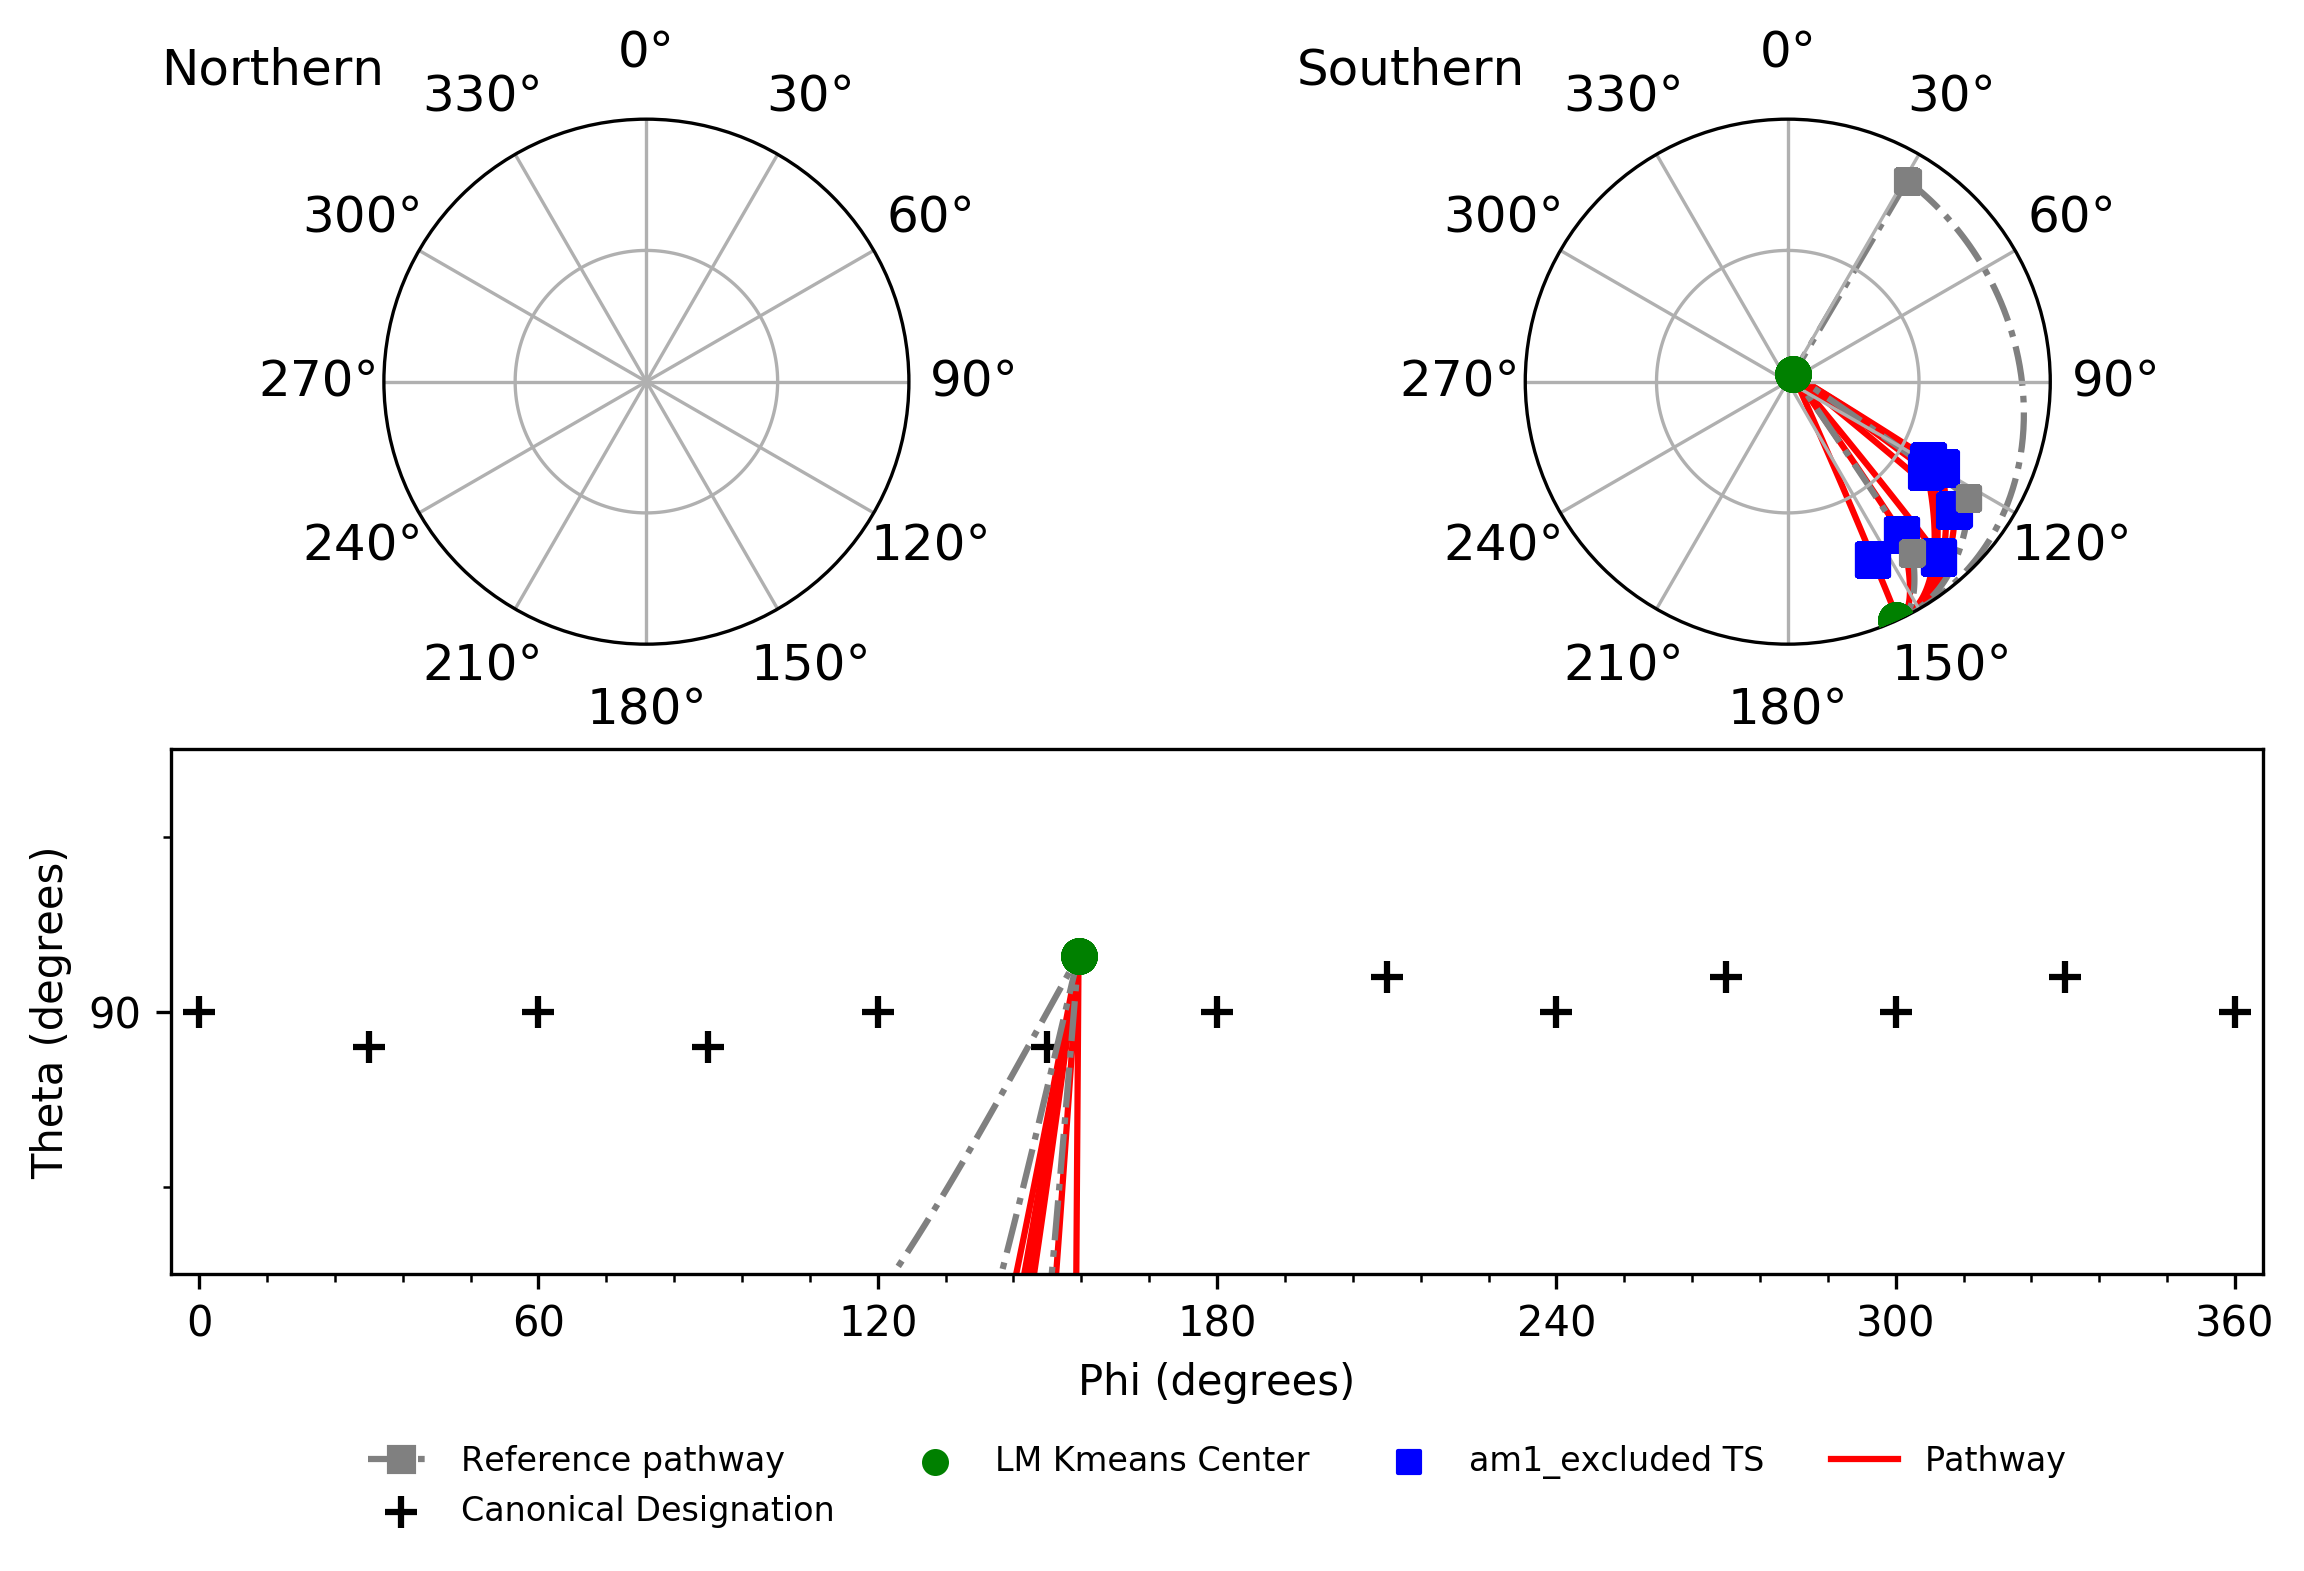 Northern
0°
30°
60°
90°
120°
150°
180°
210°
240°
270°
300°
330°
Southern
0°
30°
60°
90°
120°
150°
180°
210°
240°
270°
300°
330°
Theta (degrees)
90
0 60 120 180 240 300 360
Phi (degrees)
Reference pathway
Canonical Designation
LM Kmeans Center
am1_excluded TS
Pathway